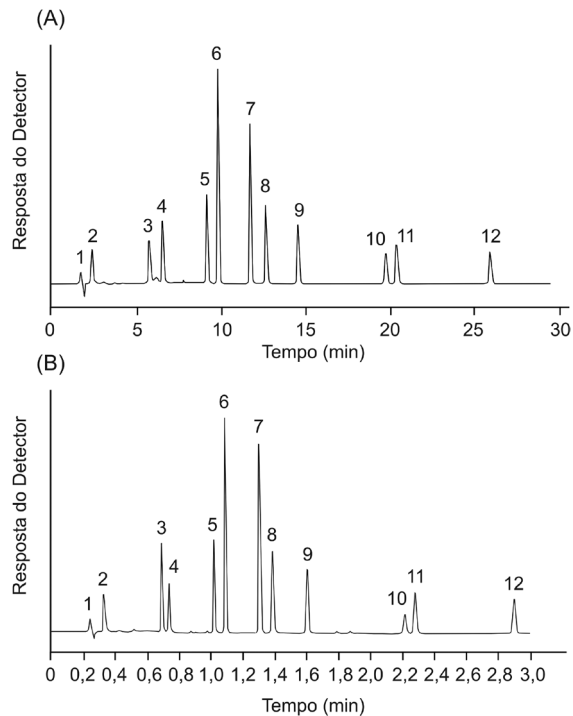 (A)
Resposta do Detector
1 2 3 4 5 6 7 8 9 10 11 12
0 5 10 15 20 25 30
Tempo (min)
(B)
Resposta do Detector
1 2 3 4 5 6 7 8 9 10 11 12
0 0,2 0,4 0,6 0,8 1,0 1,2 1,4 1,6 1,8 2,0 2,2 2,4 2,6 2,8 3,0
Tempo (min)